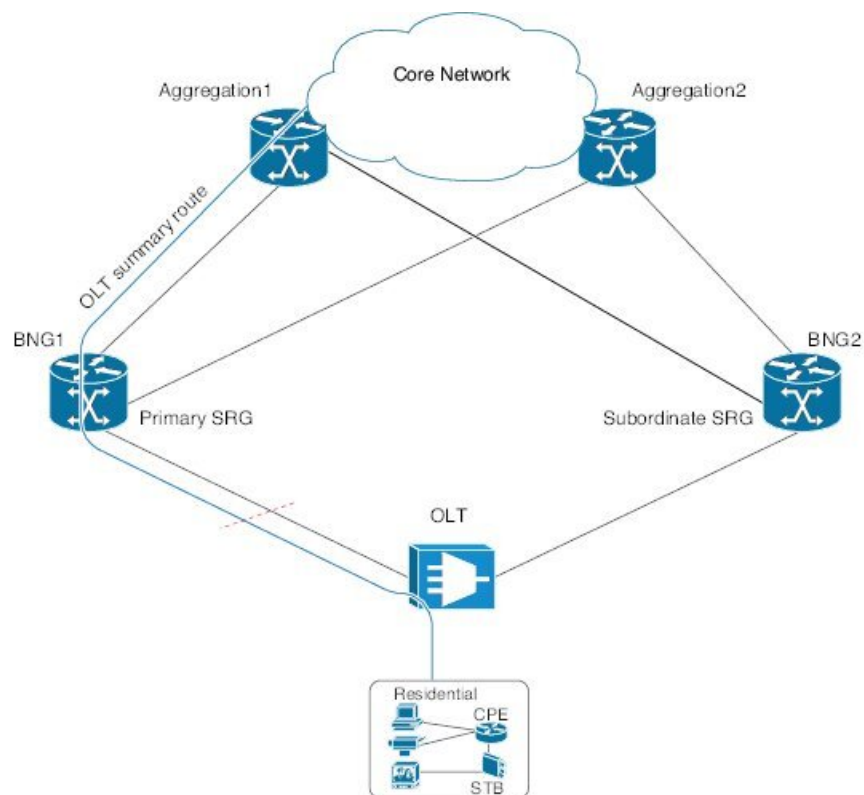 Core Network
Aggregation1
Aggregation2
OLT summary route
BNG1
BNG2
Primary SRG
Subordinate SRG
OLT
Residential
CPE
STB